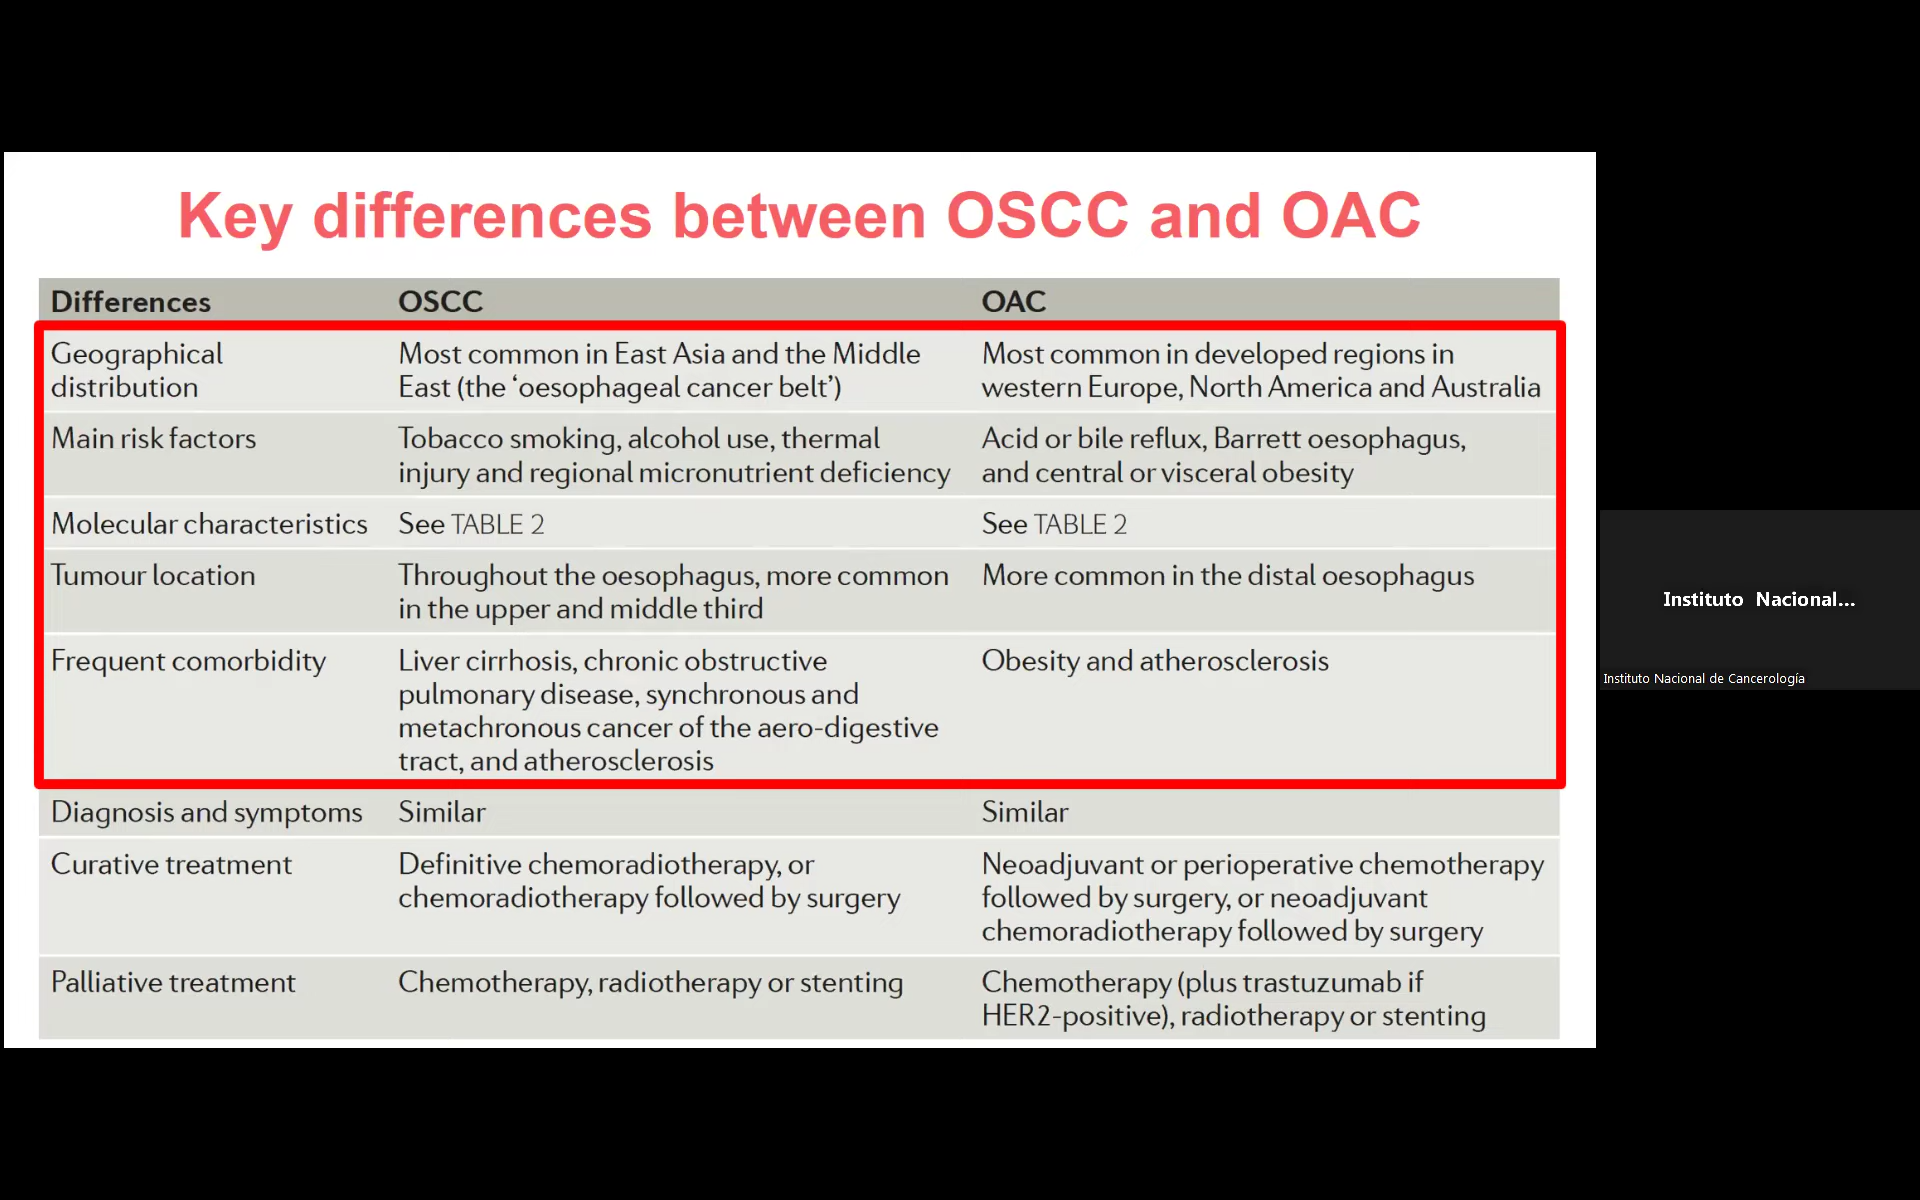 Key differences between OSCC and OAC
Differences OSCC OAC
Geographical Most common in East Asia and the Middle Most common in developed regions in
distribution East (the ‘oesophageal cancer belt’) western Europe, North America and Australia
Main risk factors Tobacco smoking, alcohol use, thermal Acid or bile reflux, Barrett oesophagus,
injury and regional micronutrient deficiency and central or visceral obesity
Molecular characteristics See TABLE 2 See TABLE 2
Tumour location Throughout the oesophagus, more common More common in the distal oesophagus
in the upper and middle third
Frequent comorbidity Liver cirrhosis, chronic obstructive Obesity and atherosclerosis
pulmonary disease, synchronous and
metachronous cancer of the aero-digestive
tract, and atherosclerosis
Diagnosis and symptoms Similar Similar
Curative treatment Definitive chemoradiotherapy, or Neoadjuvant or perioperative chemotherapy
chemoradiotherapy followed by surgery followed by surgery, or neoadjuvant
chemoradiotherapy followed by surgery
Palliative treatment Chemotherapy, radiotherapy or stenting Chemotherapy (plus trastuzumab if
HER2-positive), radiotherapy or stenting
Instituto Nacional...
Instituto Nacional de Cancerología